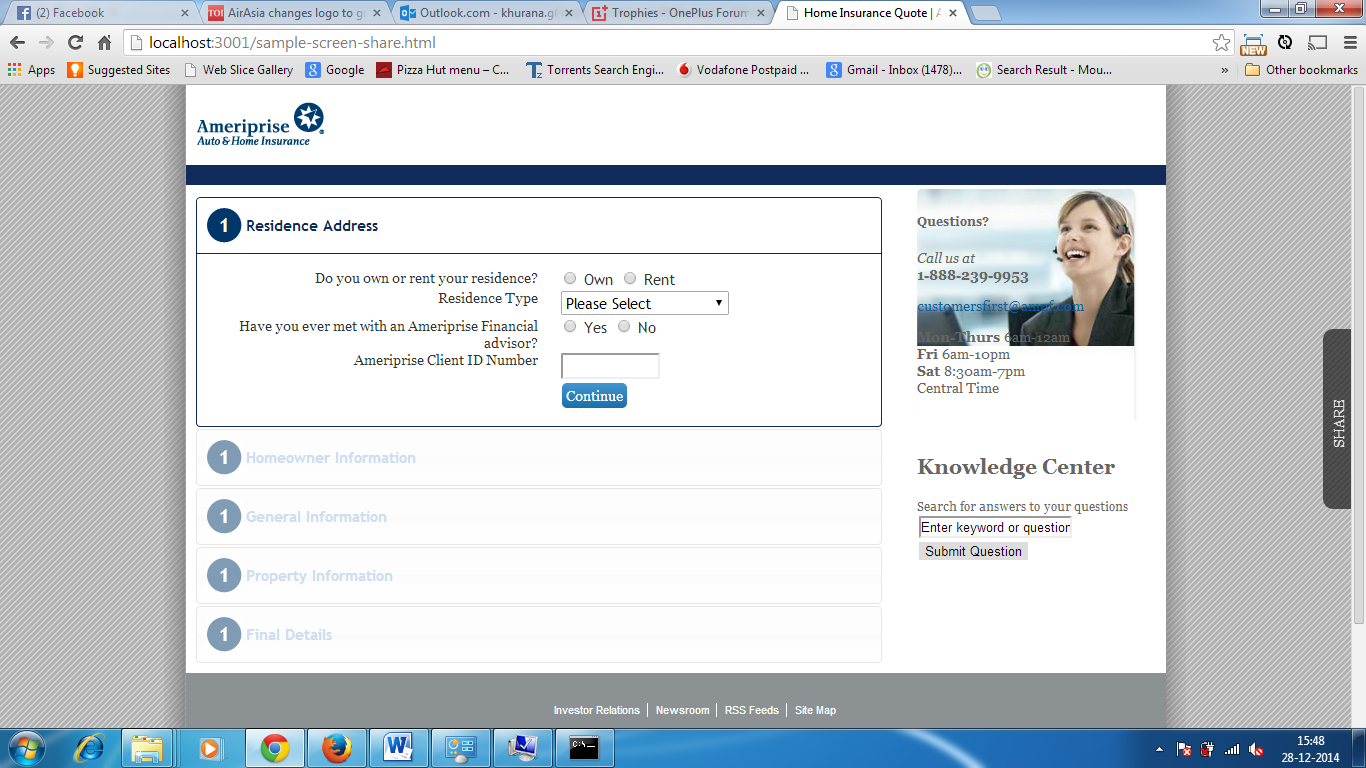 (2) Facebook
AirAsia changes logo to g
Outlook.com - khurana.g
Trophies - OnePlus Forum
Home Insurance Quote |
localhost:3001/sample-screen-share.html
NEW
Apps
Suggested Sites
Web Slice Gallery
Google
Pizza Hut menu – C...
Torrents Search Engi...
Vodafone Postpaid ...
Gmail - Inbox (1478)...
Search Result - Mou...
»
Other bookmarks
Ameriprise
Auto & Home Insurance
1 Residence Address
Do you own or rent your residence?
Own
Rent
Residence Type
Please Select
Have you ever met with an Ameriprise Financial
advisor?
Yes
No
Ameriprise Client ID Number
Continue
1 Homeowner Information
1 General Information
1 Property Information
1 Final Details
Questions?
Call us at
1-888-239-9953
customersfirst@ampf.com
Mon-Thurs 6am-12am
Fri 6am-10pm
Sat 8:30am-7pm
Central Time
SHARE
Knowledge Center
Search for answers to your questions
Enter keyword or question
Submit Question
Investor Relations
Newsroom
RSS Feeds
Site Map
15:48
28-12-2014